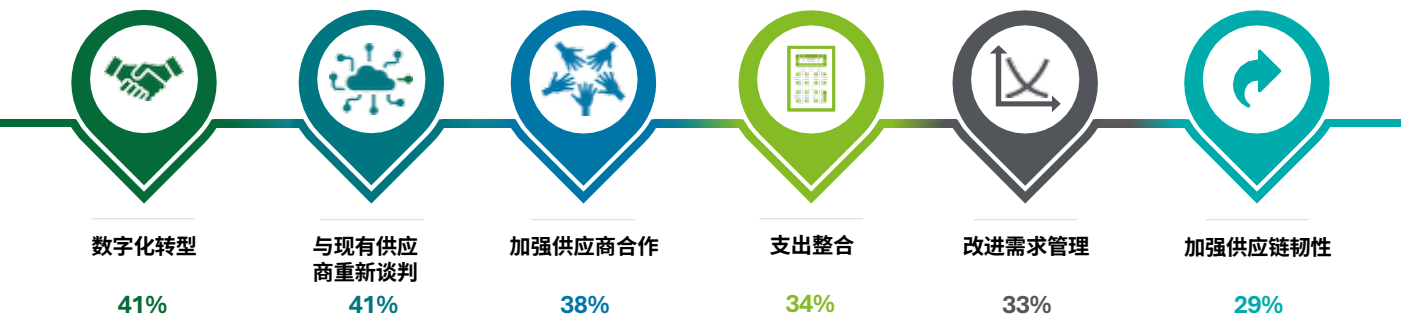 数字化转型
41%
与现有供应
商重新谈判
41%
加强供应商合作
38%
支出整合
34%
改进需求管理
33%
加强供应链韧性
29%